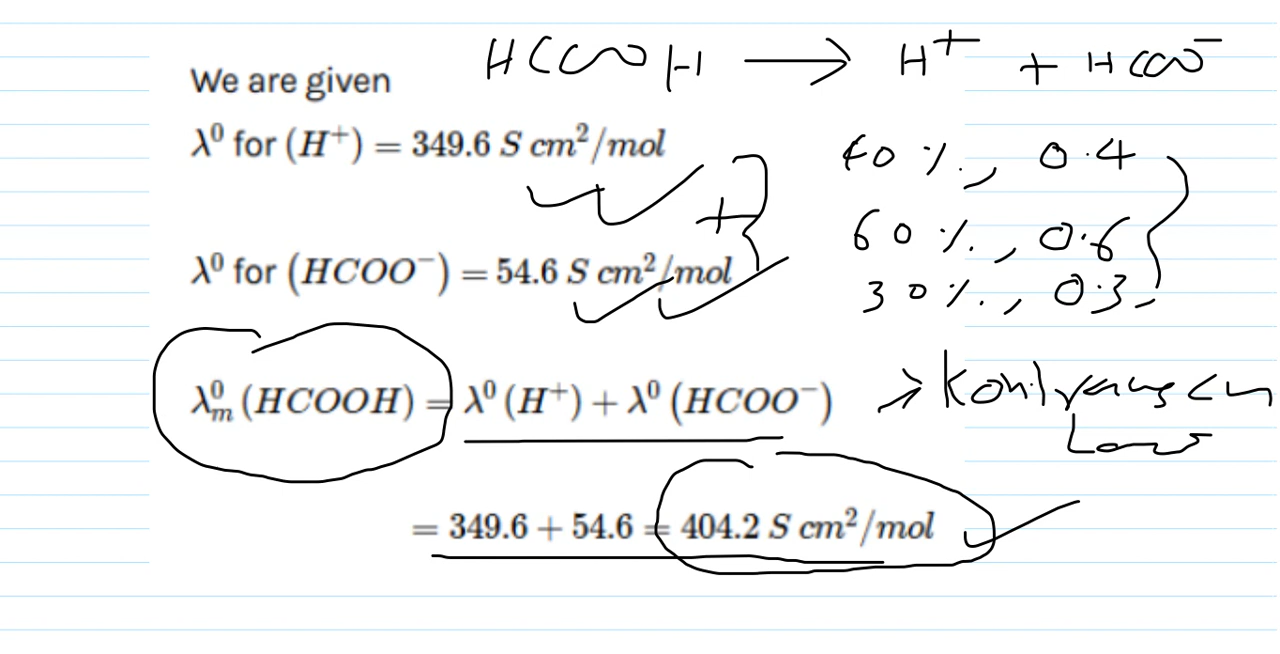 HCOOH → H⁺ + HCOO⁻
We are given
λ⁰ for (H⁺) = 349.6 S cm²/mol
40 %, 0.4
+
60 %, 0.6
λ⁰ for (HCOO⁻) = 54.6 S cm²/mol
30 %, 0.3
λ⁰ₘ (HCOOH) = λ⁰ (H⁺) + λ⁰ (HCOO⁻)
→
Law
= 349.6 + 54.6 = 404.2 S cm²/mol